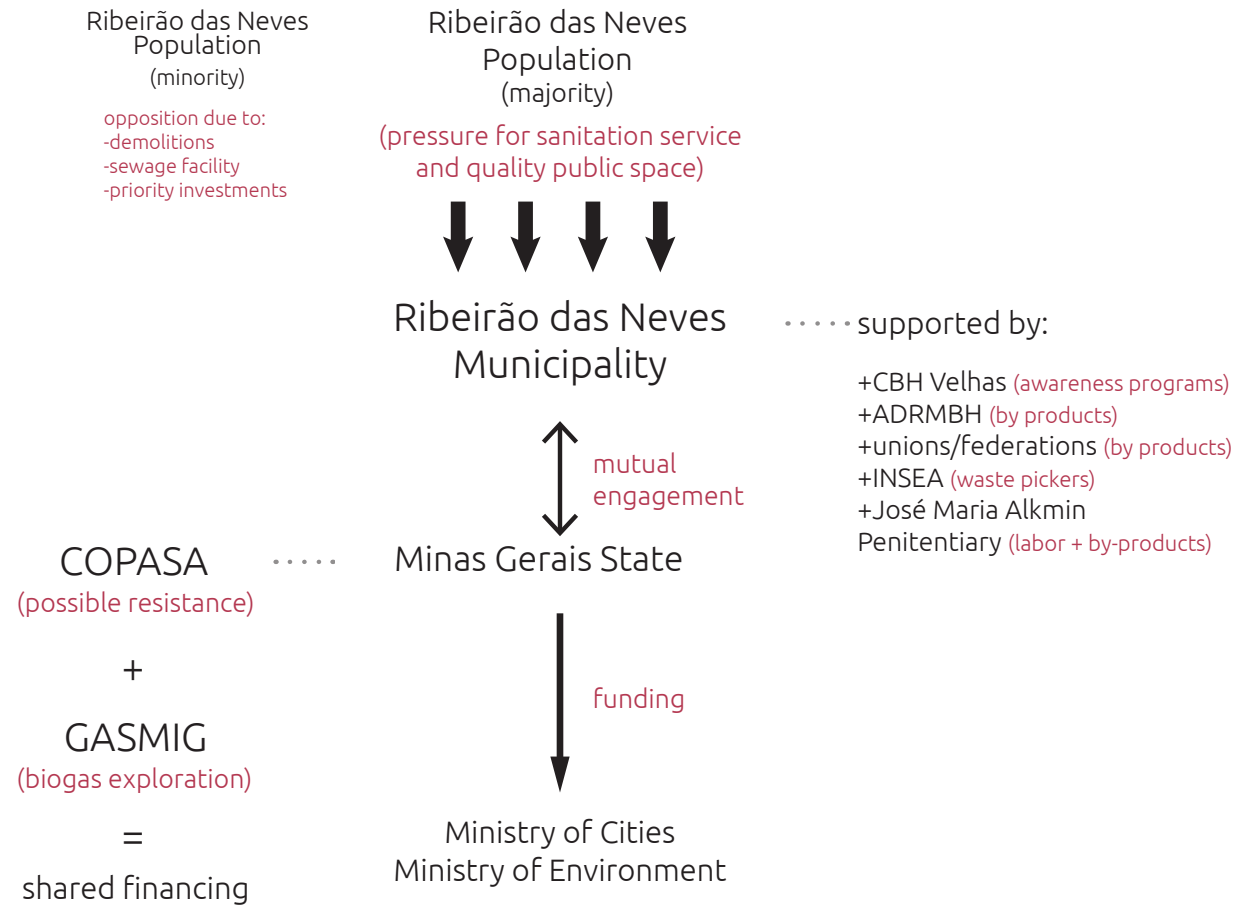 Ribeirão das Neves
Population
(minority)
opposition due to:
-demolitions
-sewage facility
-priority investments
Ribeirão das Neves
Population
(majority)
(pressure for sanitation service
and quality public space)
Ribeirão das Neves
Municipality
supported by:
+CBH Velhas (awareness programs)
+ADRMBH (by products)
+unions/federations (by products)
+INSEA (waste pickers)
+José Maria Alkmin
Penitentiary (labor + by-products)
mutual
engagement
COPASA
(possible resistance)
+
GASMIG
(biogas exploration)
=
shared financing
Minas Gerais State
funding
Ministry of Cities
Ministry of Environment